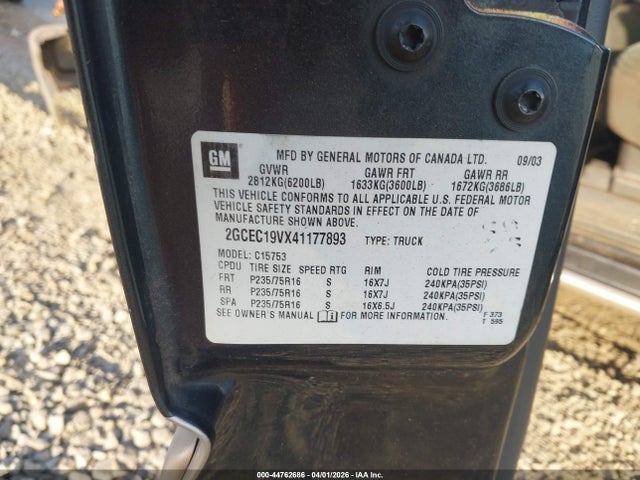 GM
MFD BY GENERAL MOTORS OF CANADA LTD. 09/03
GVWR GAWR FRT GAWR RR
2812KG(6200LB) 1633KG(3600LB) 1672KG(3686LB)
THIS VEHICLE CONFORMS TO ALL APPLICABLE U.S. FEDERAL MOTOR
VEHICLE SAFETY STANDARDS IN EFFECT ON THE DATE OF
MANUFACTURE SHOWN ABOVE.
2GCEC19VX41177893 TYPE: TRUCK
MODEL: C15753
CPDU TIRE SIZE SPEED RTG RIM COLD TIRE PRESSURE
FRT P235/75R16 S 16X7J 240KPA(35PSI)
RR P235/75R16 S 16X7J 240KPA(35PSI)
SPA P235/75R16 S 16X6.5J 240KPA(35PSI)
SEE OWNER'S MANUAL FOR MORE INFORMATION.
F 373
T 595
000-44762686 - 04/01/2026 - IAA Inc.